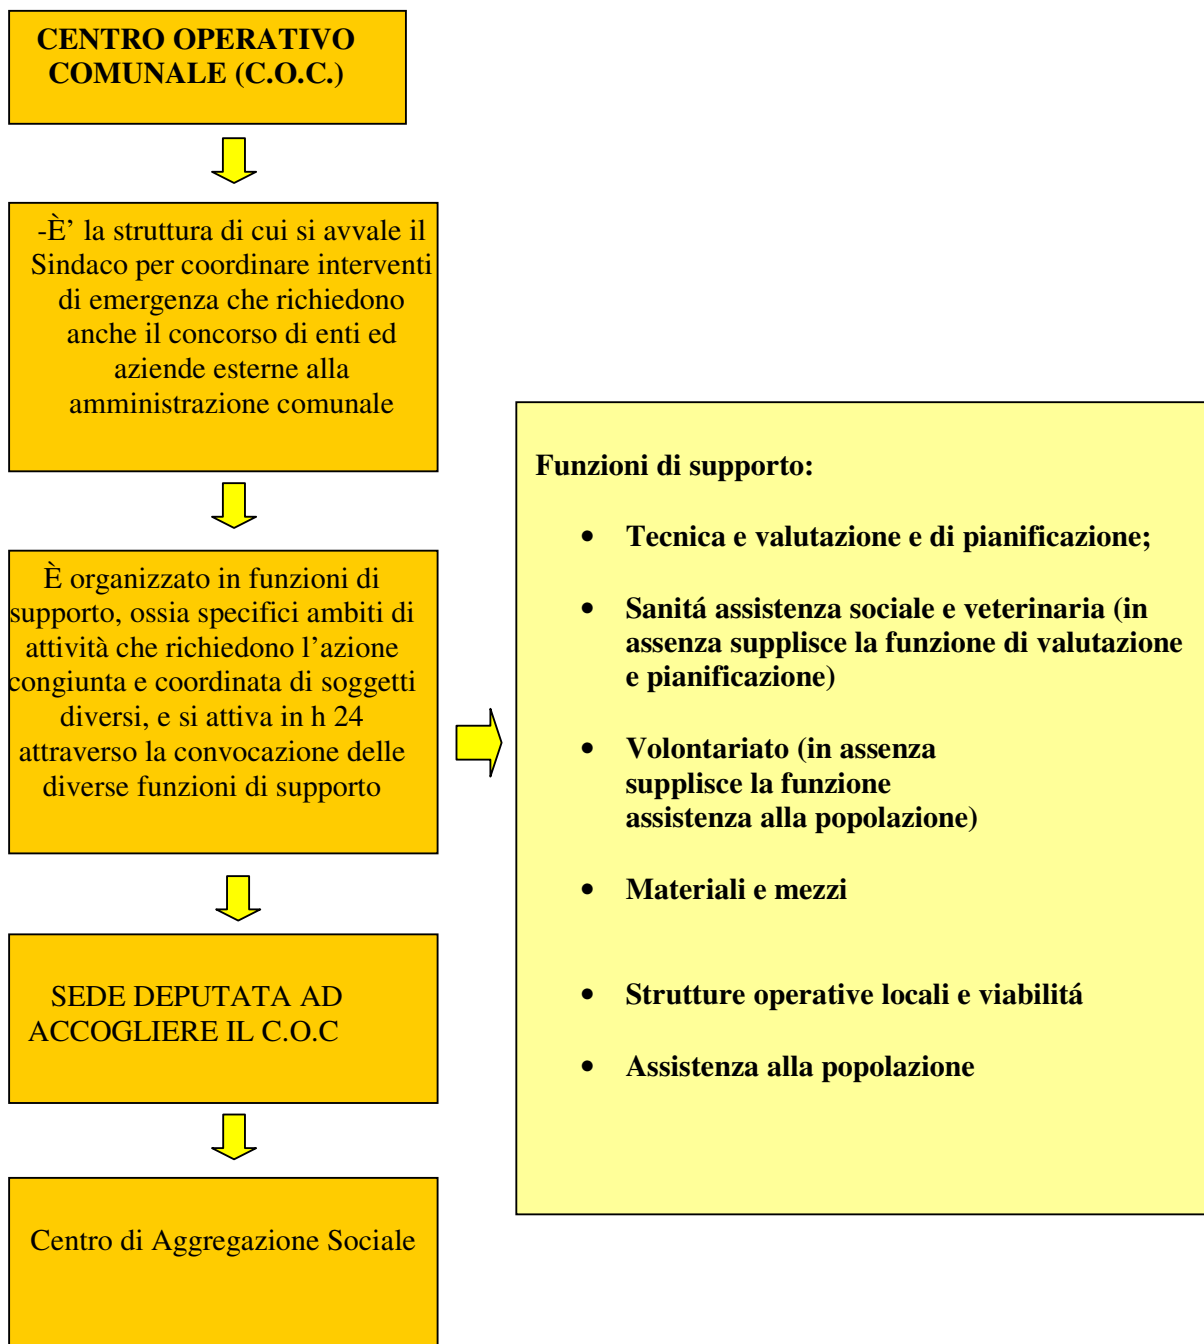 CENTRO OPERATIVO
COMUNALE (C.O.C.)
-È’ la struttura di cui si avvale il
Sindaco per coordinare interventi
di emergenza che richiedono
anche il concorso di enti ed
aziende esterne alla
amministrazione comunale
È organizzato in funzioni di
supporto, ossia specifici ambiti di
attività che richiedono l’azione
congiunta e coordinata di soggetti
diversi, e si attiva in h 24
attraverso la convocazione delle
diverse funzioni di supporto
SEDE DEPUTATA AD
ACCOGLIERE IL C.O.C
Centro di Aggregazione Sociale
Funzioni di supporto:
• Tecnica e valutazione e di pianificazione;
• Sanitá assistenza sociale e veterinaria (in
assenza supplisce la funzione di valutazione
e pianificazione)
• Volontariato (in assenza
supplisce la funzione
assistenza alla popolazione)
• Materiali e mezzi
• Strutture operative locali e viabilitá
• Assistenza alla popolazione